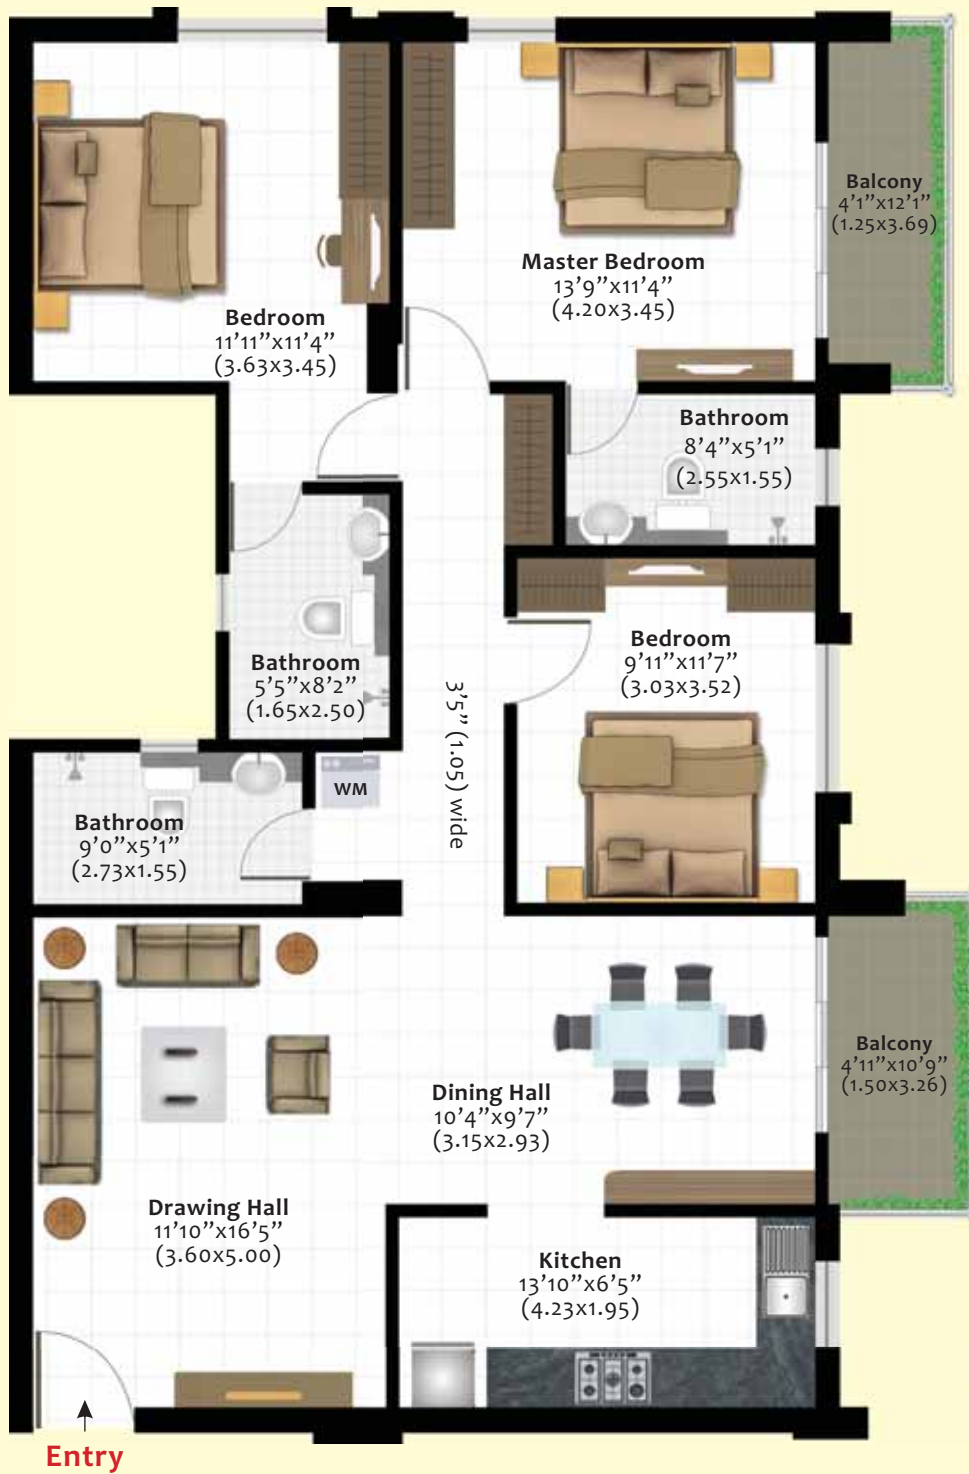 Balcony
4'1"x12'1"
(1.25x3.69)
Master Bedroom
13'9"x11'4"
(4.20x3.45)
Bedroom
11'11"x11'4"
(3.63x3.45)
Bathroom
8'4"x5'1"
(2.55x1.55)
Bedroom
9'11"x11'7"
(3.03x3.52)
Bathroom
5'5"x8'2"
(1.65x2.50)
3'5" (1.05) wide
WM
Bathroom
9'0"x5'1"
(2.73x1.55)
Balcony
4'11"x10'9"
(1.50x3.26)
Dining Hall
10'4"x9'7"
(3.15x2.93)
Drawing Hall
11'10"x16'5"
(3.60x5.00)
Kitchen
13'10"x6'5"
(4.23x1.95)
Entry